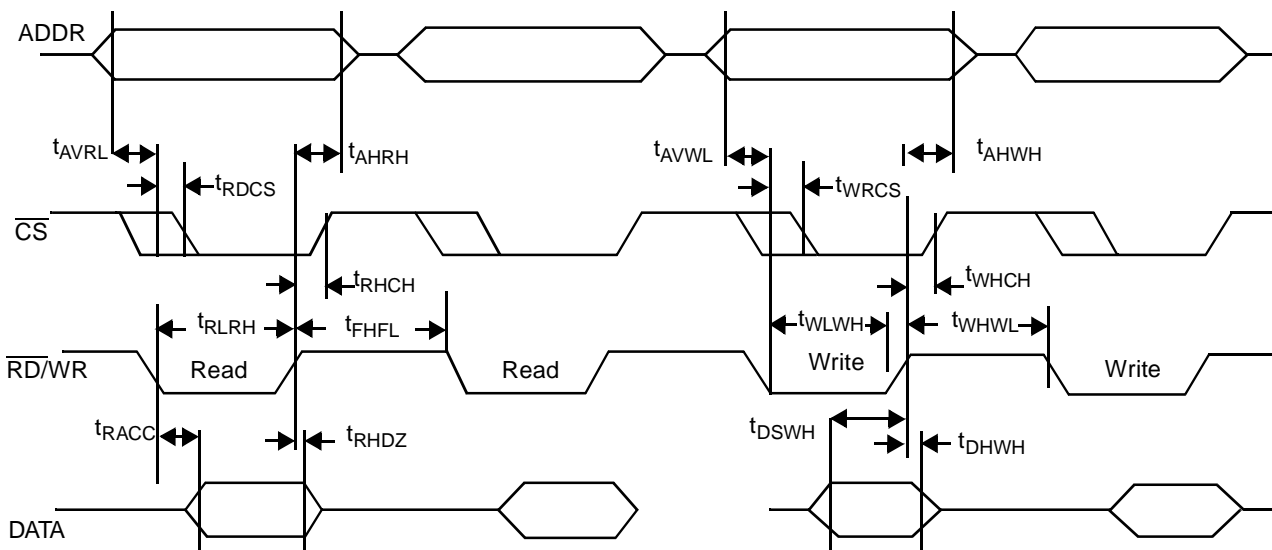 ADDR
tAVRL tAHRH tAVWL tAHWH
tRDCS tWRCS
CS
tRHCH tWHCH
tRLRH tFHFL tWLWH tWHWL
RD/WR Read Read Write Write
tRACC tRHDZ tDSWH tDHWH
DATA